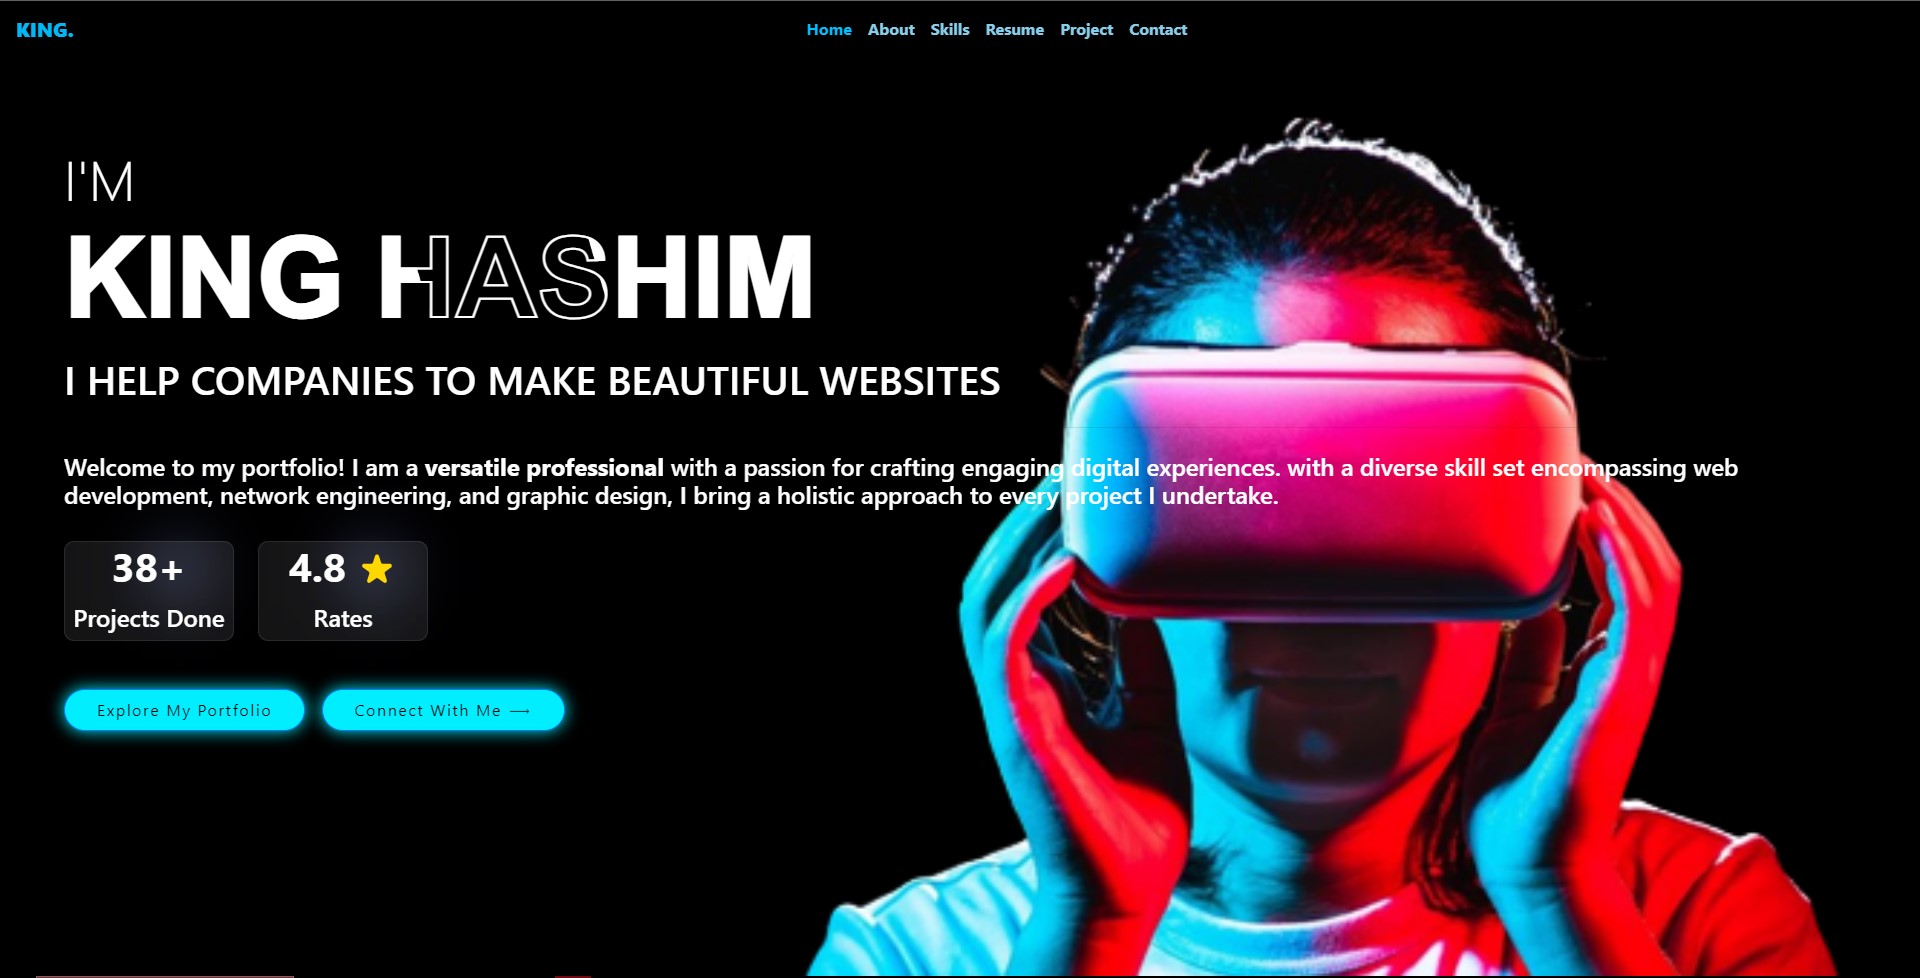 KING.
Home About Skills Resume Project Contact
I'M
KING HASHIM
I HELP COMPANIES TO MAKE BEAUTIFUL WEBSITES
Welcome to my portfolio! I am a versatile professional with a passion for crafting engaging digital experiences. with a diverse skill set encompassing web
development, network engineering, and graphic design, I bring a holistic approach to every project I undertake.
38+
Projects Done
4.8 ★
Rates
Explore My Portfolio
Connect With Me ⟶